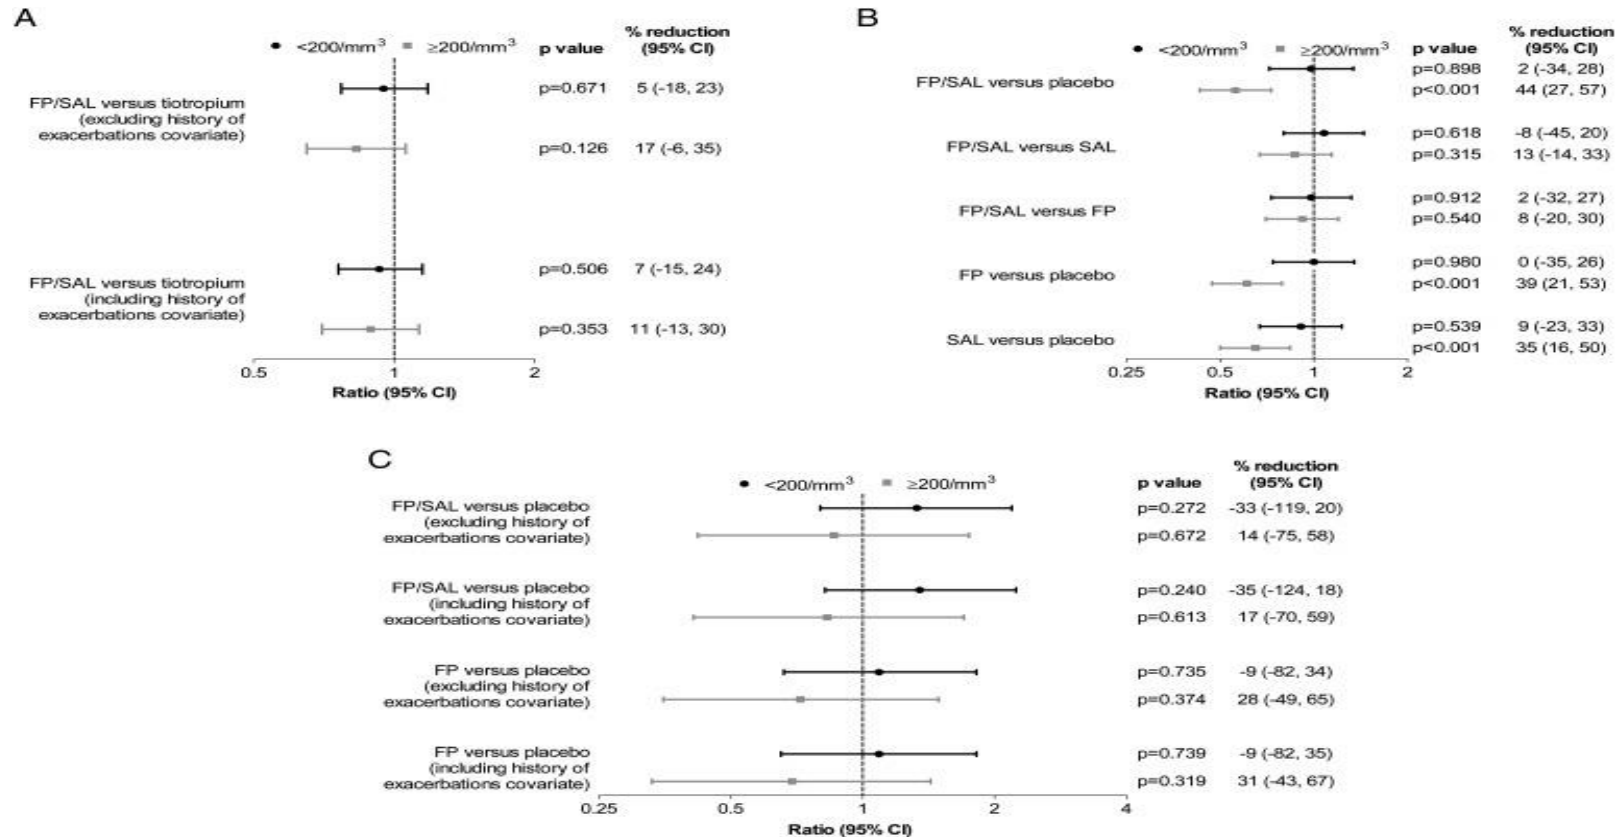 A
<200/mm³ ≥200/mm³ p value % reduction
(95% CI)
FP/SAL versus tiotropium
(excluding history of
exacerbations covariate)
p=0.671 5 (-18, 23)
p=0.126 17 (-6, 35)
FP/SAL versus tiotropium
(including history of
exacerbations covariate)
p=0.506 7 (-15, 24)
p=0.353 11 (-13, 30)
0.5 1 2
Ratio (95% CI)
B
<200/mm³ ≥200/mm³ p value % reduction
(95% CI)
FP/SAL versus placebo
p=0.898 2 (-34, 28)
p<0.001 44 (27, 57)
FP/SAL versus SAL
p=0.618 -8 (-45, 20)
p=0.315 13 (-14, 33)
FP/SAL versus FP
p=0.912 2 (-32, 27)
p=0.540 8 (-20, 30)
FP versus placebo
p=0.980 0 (-35, 26)
p<0.001 39 (21, 53)
SAL versus placebo
p=0.539 9 (-23, 33)
p<0.001 35 (16, 50)
0.25 0.5 1 2
Ratio (95% CI)
C
<200/mm³ ≥200/mm³ p value % reduction
(95% CI)
FP/SAL versus placebo
(excluding history of
exacerbations covariate)
p=0.272 -33 (-119, 20)
p=0.672 14 (-75, 58)
FP/SAL versus placebo
(including history of
exacerbations covariate)
p=0.240 -35 (-124, 18)
p=0.613 17 (-70, 59)
FP versus placebo
(excluding history of
exacerbations covariate)
p=0.735 -9 (-82, 34)
p=0.374 28 (-49, 65)
FP versus placebo
(including history of
exacerbations covariate)
p=0.739 -9 (-82, 35)
p=0.319 31 (-43, 67)
0.25 0.5 1 2 4
Ratio (95% CI)